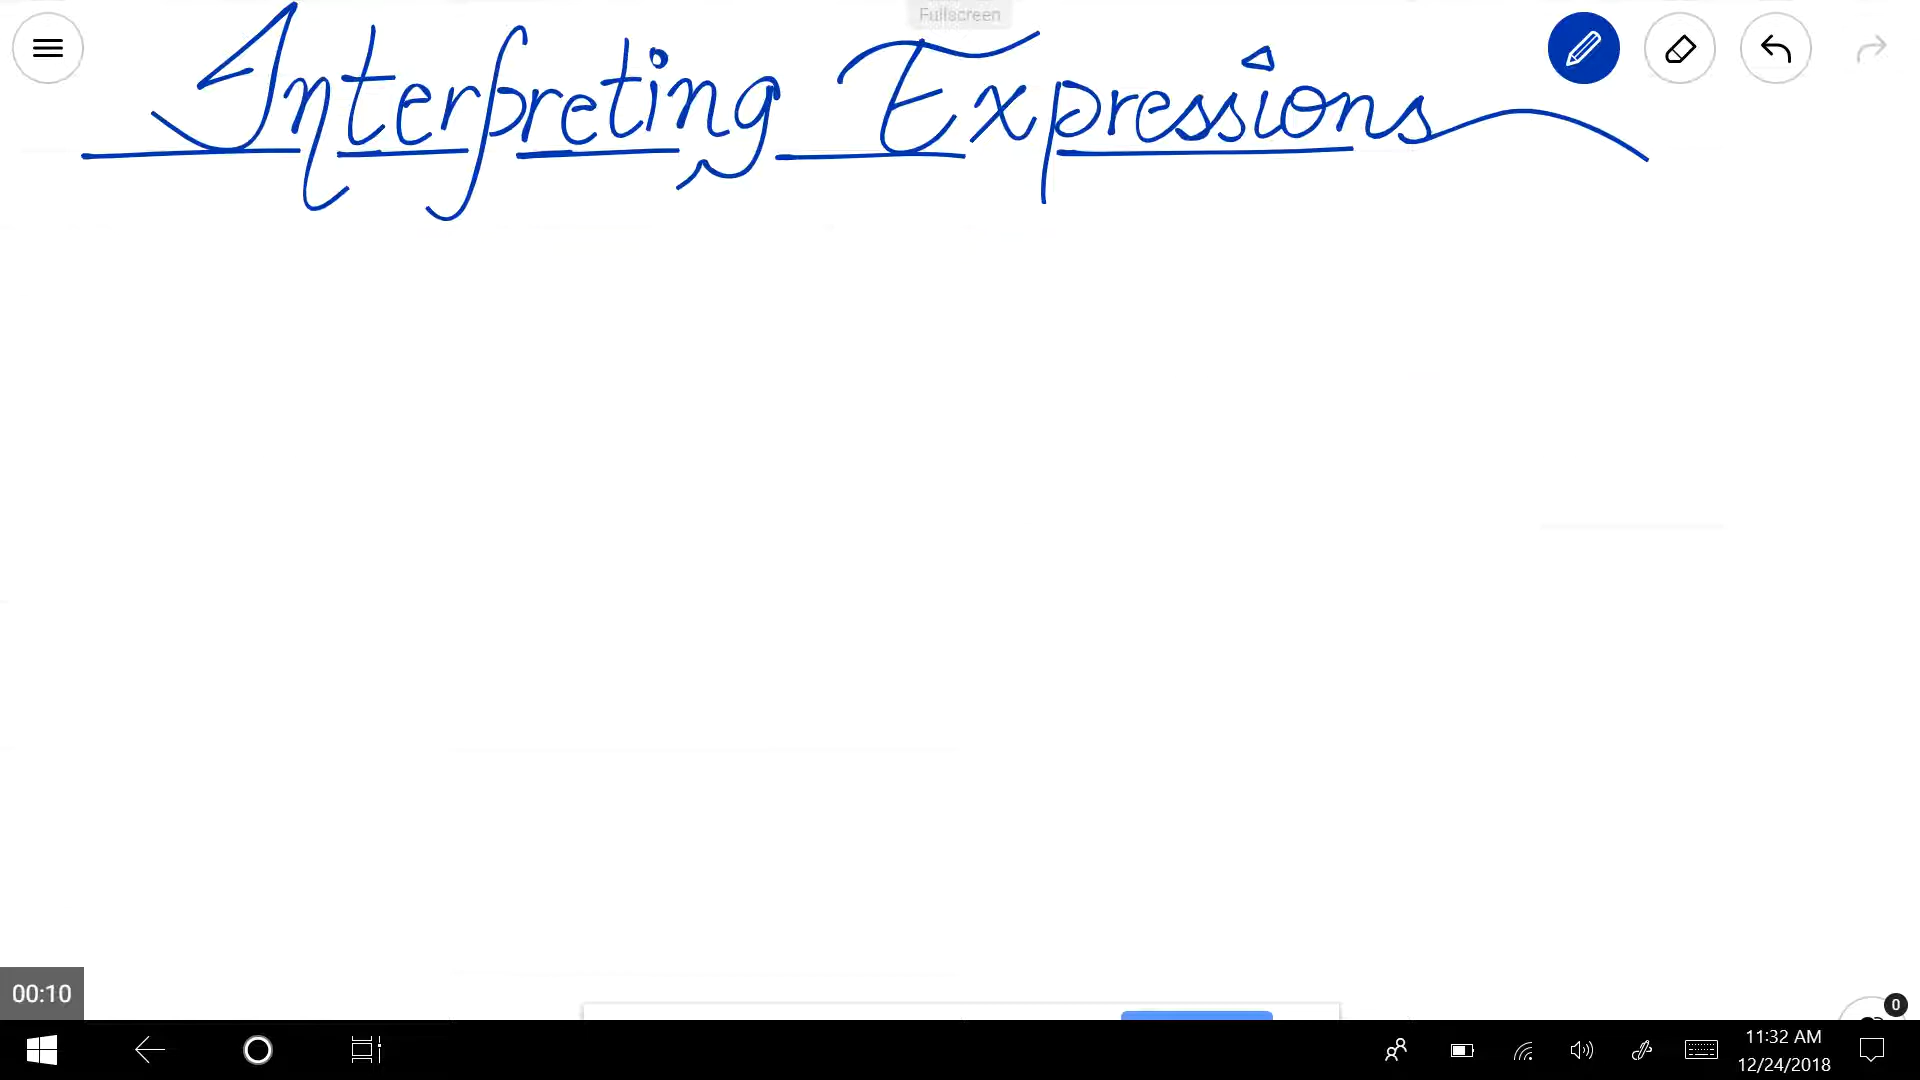 Fullscreen
Interpreting Expressions
00:10
0
11:32 AM
12/24/2018